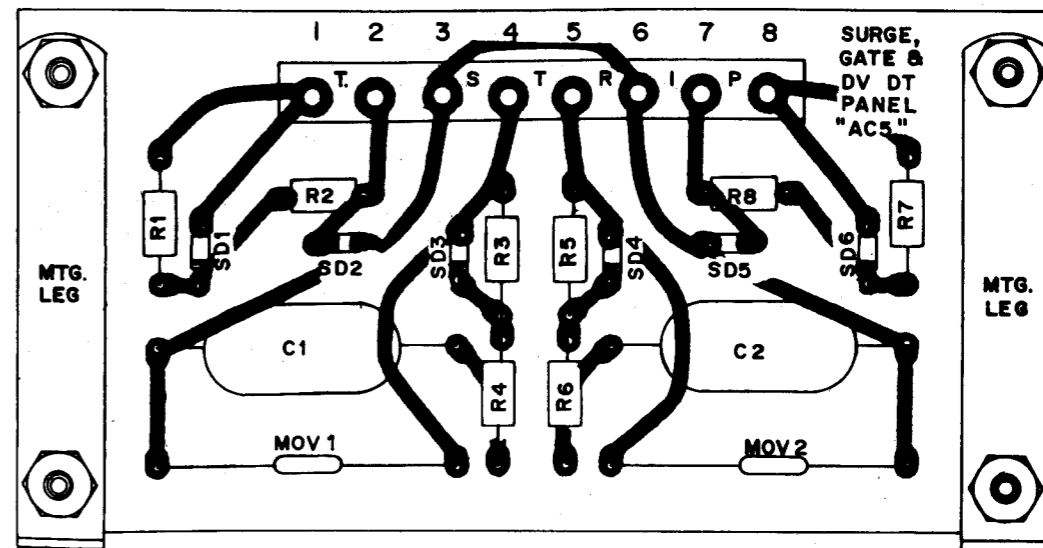 1 2 3 4 5 6 7 8
SURGE,
GATE &
DV DT
PANEL
"AC5"
T. S T R I P
R1
SD1
R2
SD2
SD3
R3
R5
SD4
R8
SD5
SD6
R7
MTG.
LEG
MTG.
LEG
C1
C2
R4
R6
MOV 1
MOV 2